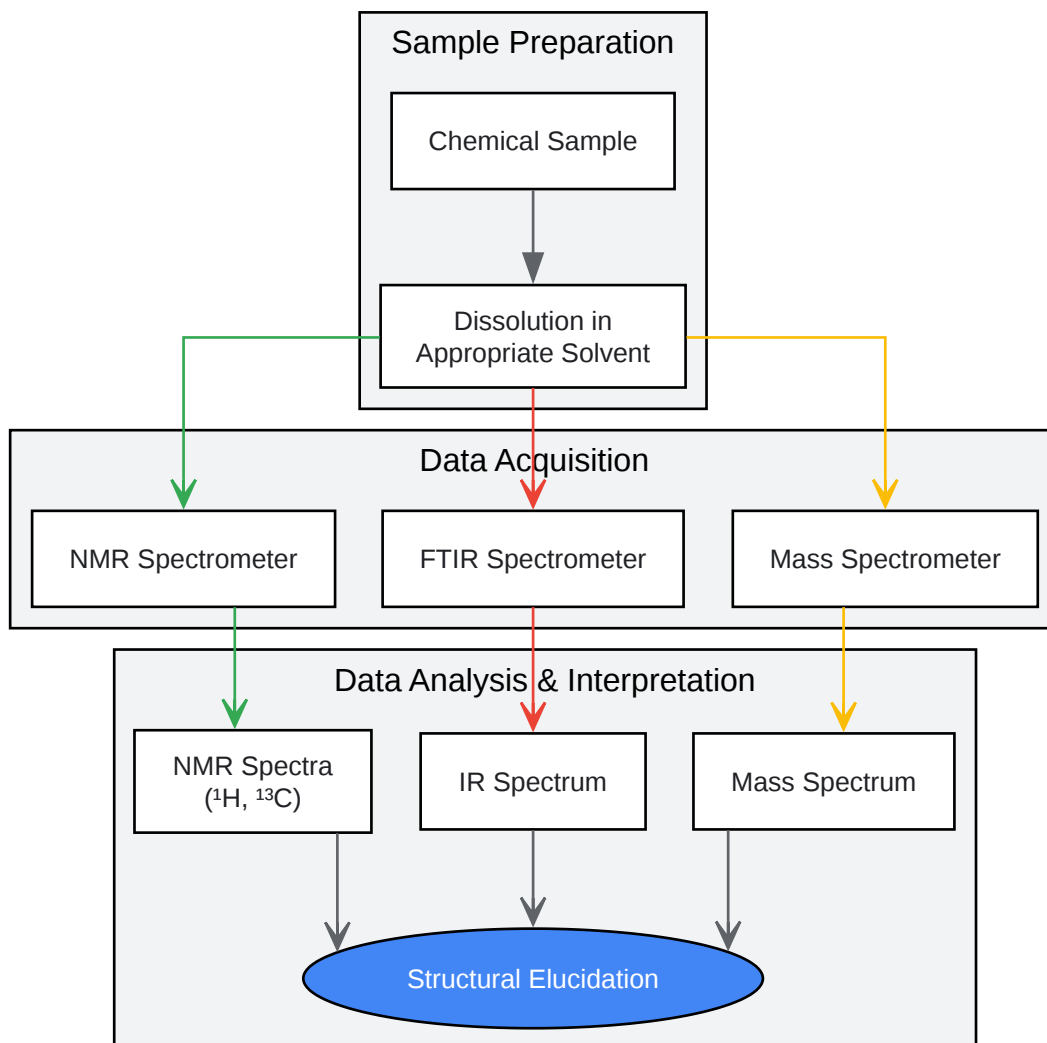 Sample Preparation
Chemical Sample
Dissolution in
Appropriate Solvent
Data Acquisition
NMR Spectrometer
FTIR Spectrometer
Mass Spectrometer
Data Analysis & Interpretation
NMR Spectra
(¹H, ¹³C)
IR Spectrum
Mass Spectrum
Structural Elucidation